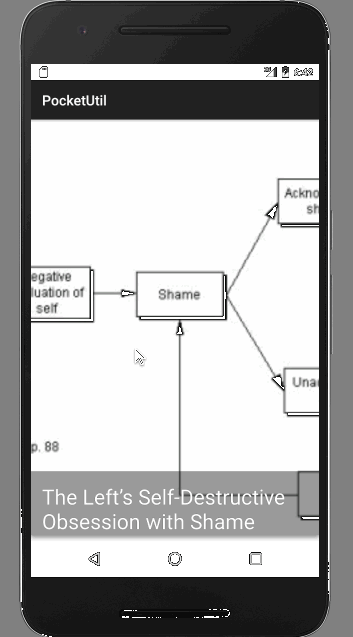 PocketUtil
Ackno
sh
egative
luation of
self
Shame
Una
p. 88
The Left's Self-Destructive
Obsession with Shame